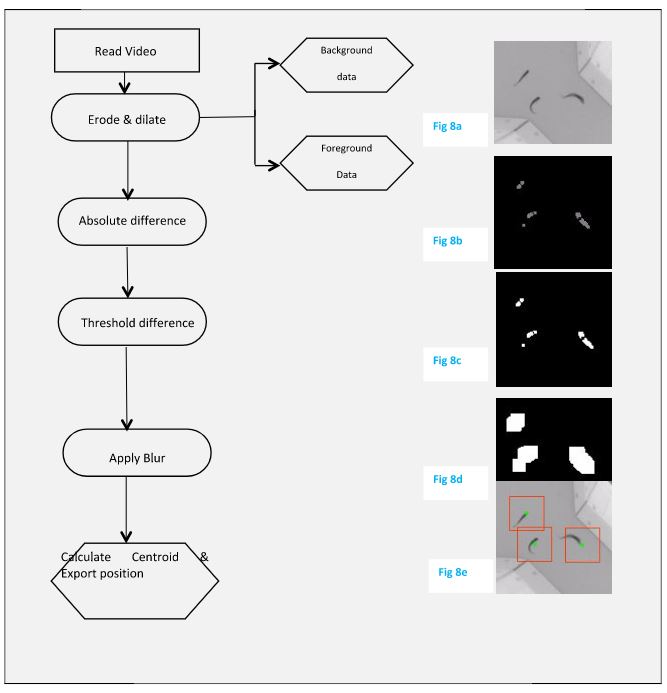 Read Video
Background
data
Erode & dilate
Fig 8a
Foreground
Data
Absolute difference
Fig 8b
Threshold difference
Fig 8c
Apply Blur
Fig 8d
Calculate Centroid &
Export position
Fig 8e